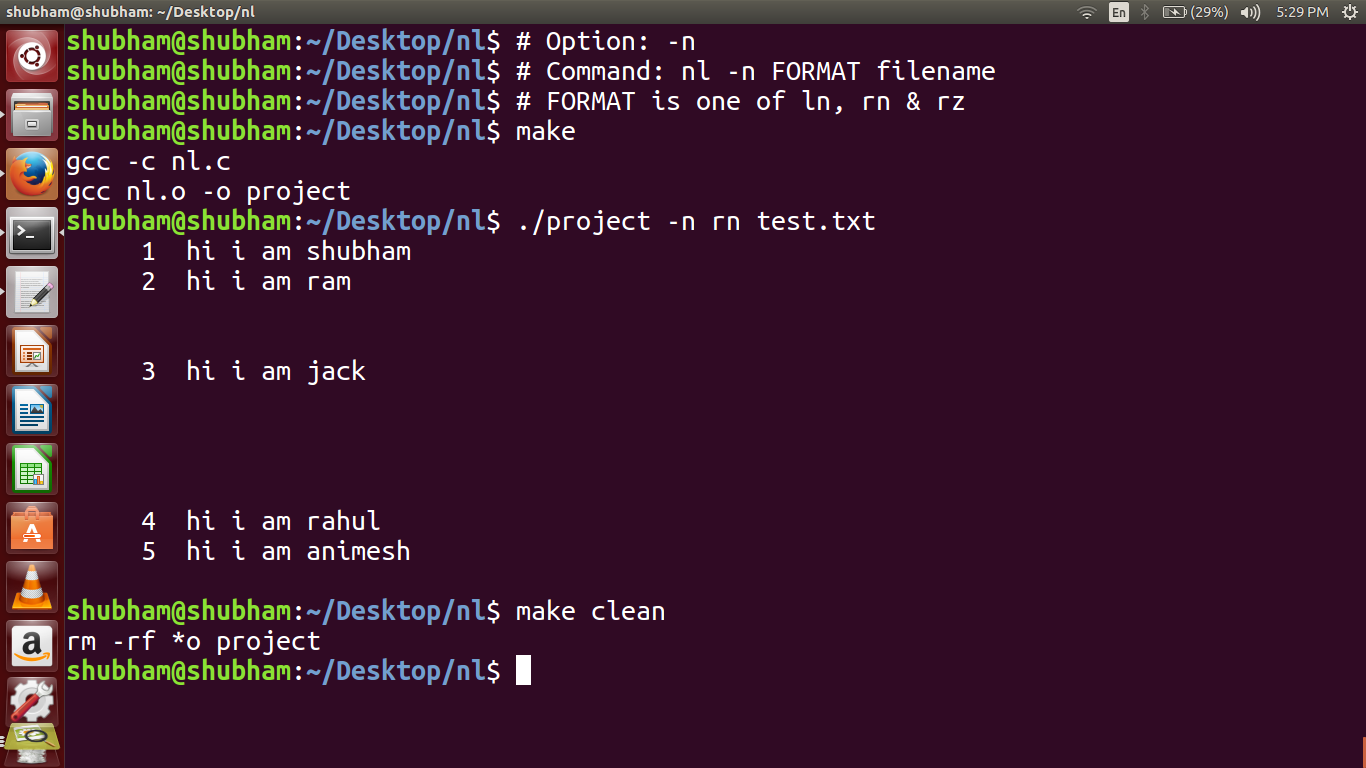 shubham@shubham: ~/Desktop/nl
En
(29%)
5:29 PM
shubham@shubham:~/Desktop/nl$ # Option: -n
shubham@shubham:~/Desktop/nl$ # Command: nl -n FORMAT filename
shubham@shubham:~/Desktop/nl$ # FORMAT is one of ln, rn & rz
shubham@shubham:~/Desktop/nl$ make
gcc -c nl.c
gcc nl.o -o project
shubham@shubham:~/Desktop/nl$ ./project -n rn test.txt
     1  hi i am shubham
     2  hi i am ram
     3  hi i am jack
     4  hi i am rahul
     5  hi i am animesh
shubham@shubham:~/Desktop/nl$ make clean
rm -rf *o project
shubham@shubham:~/Desktop/nl$